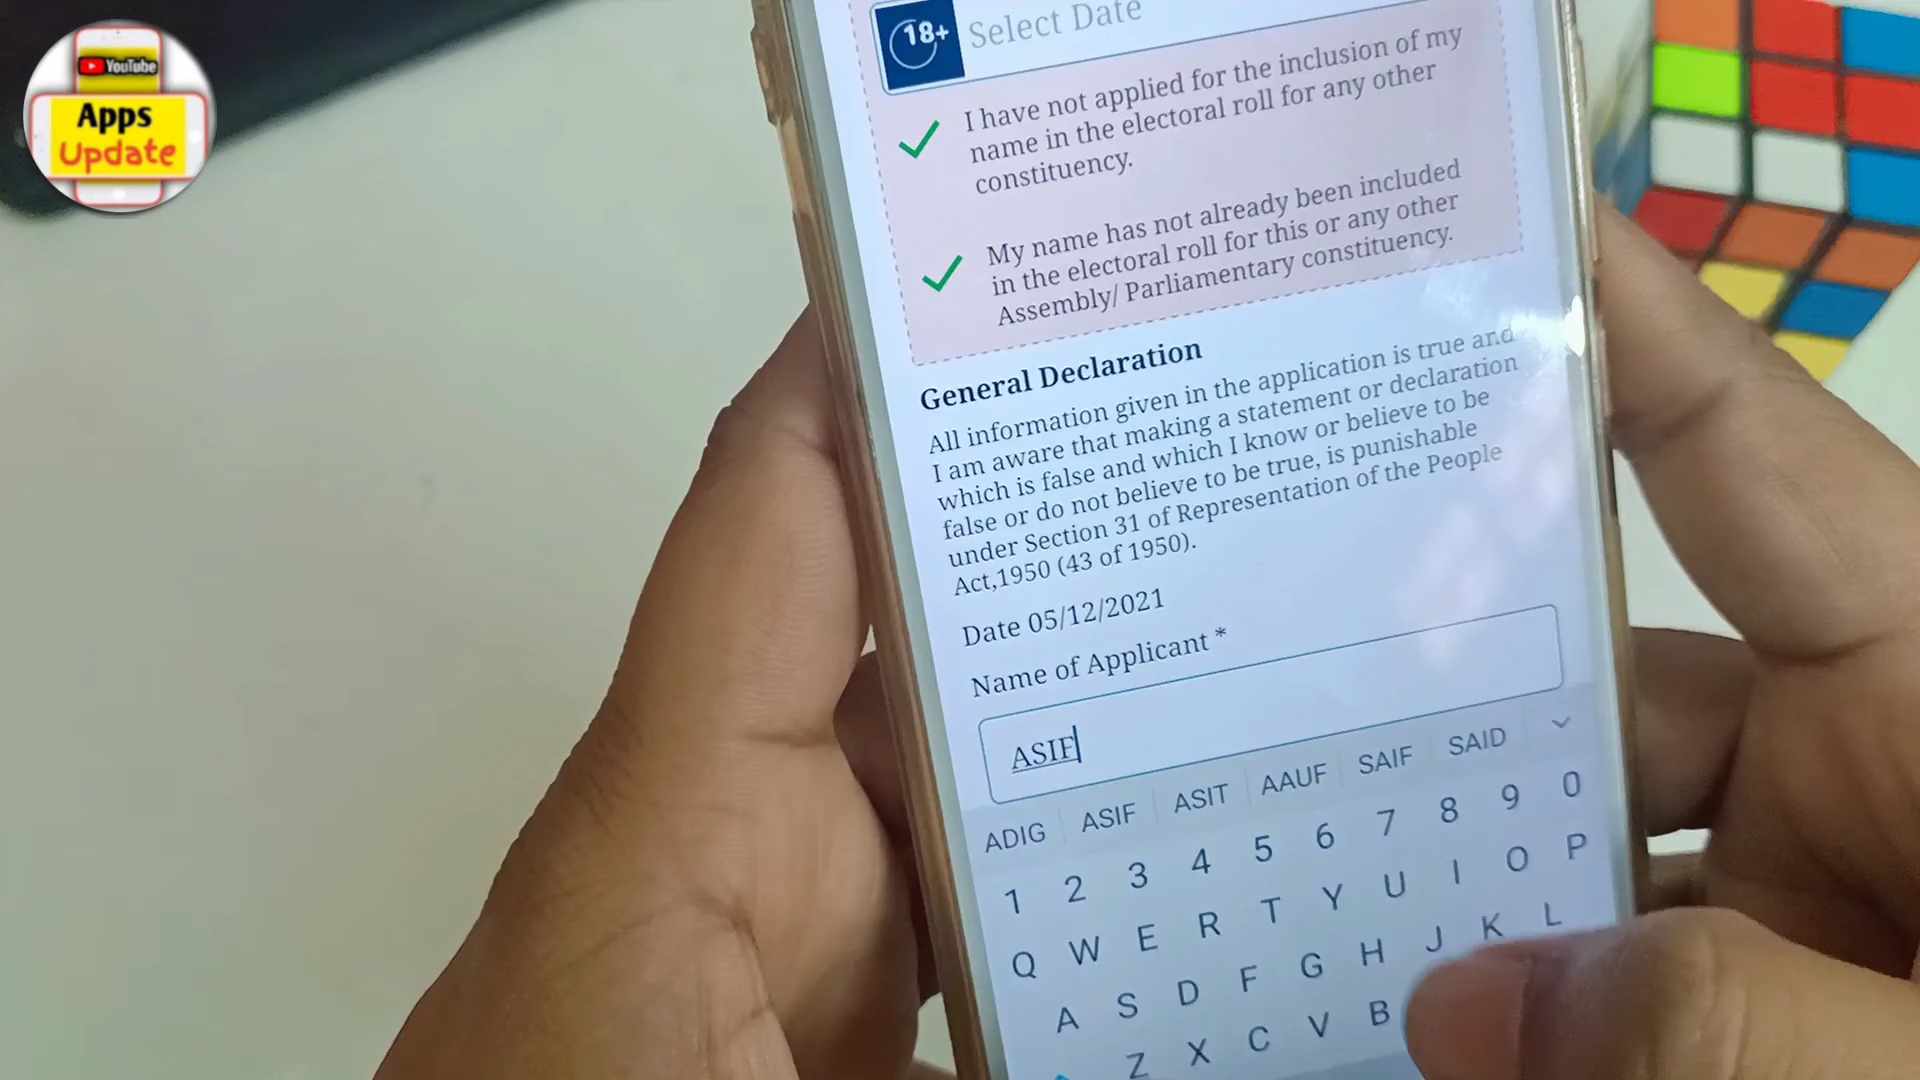 YouTube
Apps
Update
18+ Select Date
I have not applied for the inclusion of my
name in the electoral roll for any other
constituency.
My name has not already been included
in the electoral roll for this or any other
Assembly/ Parliamentary constituency.
General Declaration
All information given in the application is true and
I am aware that making a statement or declaration
which is false and which I know or believe to be
false or do not believe to be true, is punishable
under Section 31 of Representation of the People
Act,1950 (43 of 1950).
Date 05/12/2021
Name of Applicant *
ASIF
ADIG ASIF ASIT AAUF SAIF SAID
1 2 3 4 5 6 7 8 9 0
Q W E R T Y U I O P
A S D F G H J K L
Z X C V B